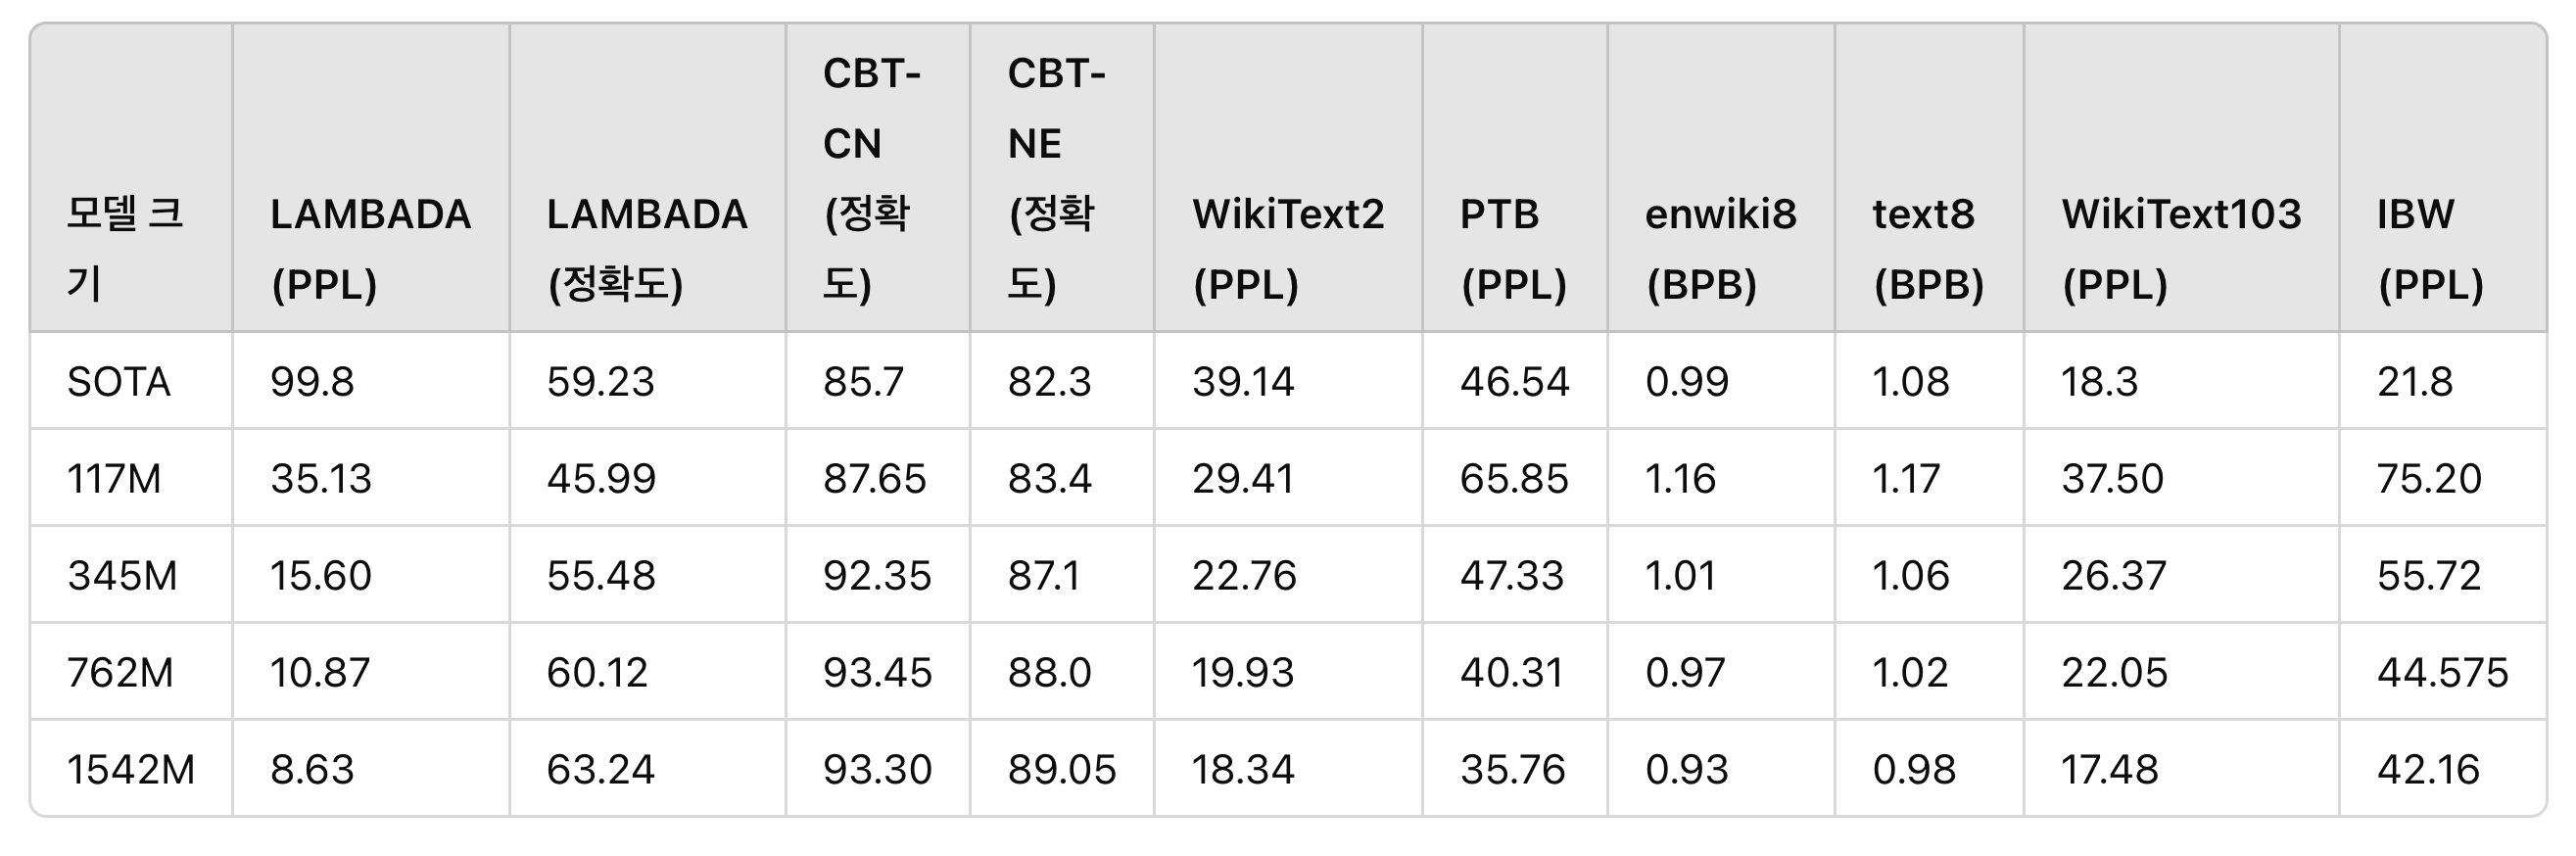 모델 크기 LAMBADA (PPL) LAMBADA (정확도) CBT-CN (정확도) CBT-NE (정확도) WikiText2 (PPL) PTB (PPL) enwiki8 (BPB) text8 (BPB) WikiText103 (PPL) IBW (PPL)
SOTA 99.8 59.23 85.7 82.3 39.14 46.54 0.99 1.08 18.3 21.8
117M 35.13 45.99 87.65 83.4 29.41 65.85 1.16 1.17 37.50 75.20
345M 15.60 55.48 92.35 87.1 22.76 47.33 1.01 1.06 26.37 55.72
762M 10.87 60.12 93.45 88.0 19.93 40.31 0.97 1.02 22.05 44.575
1542M 8.63 63.24 93.30 89.05 18.34 35.76 0.93 0.98 17.48 42.16